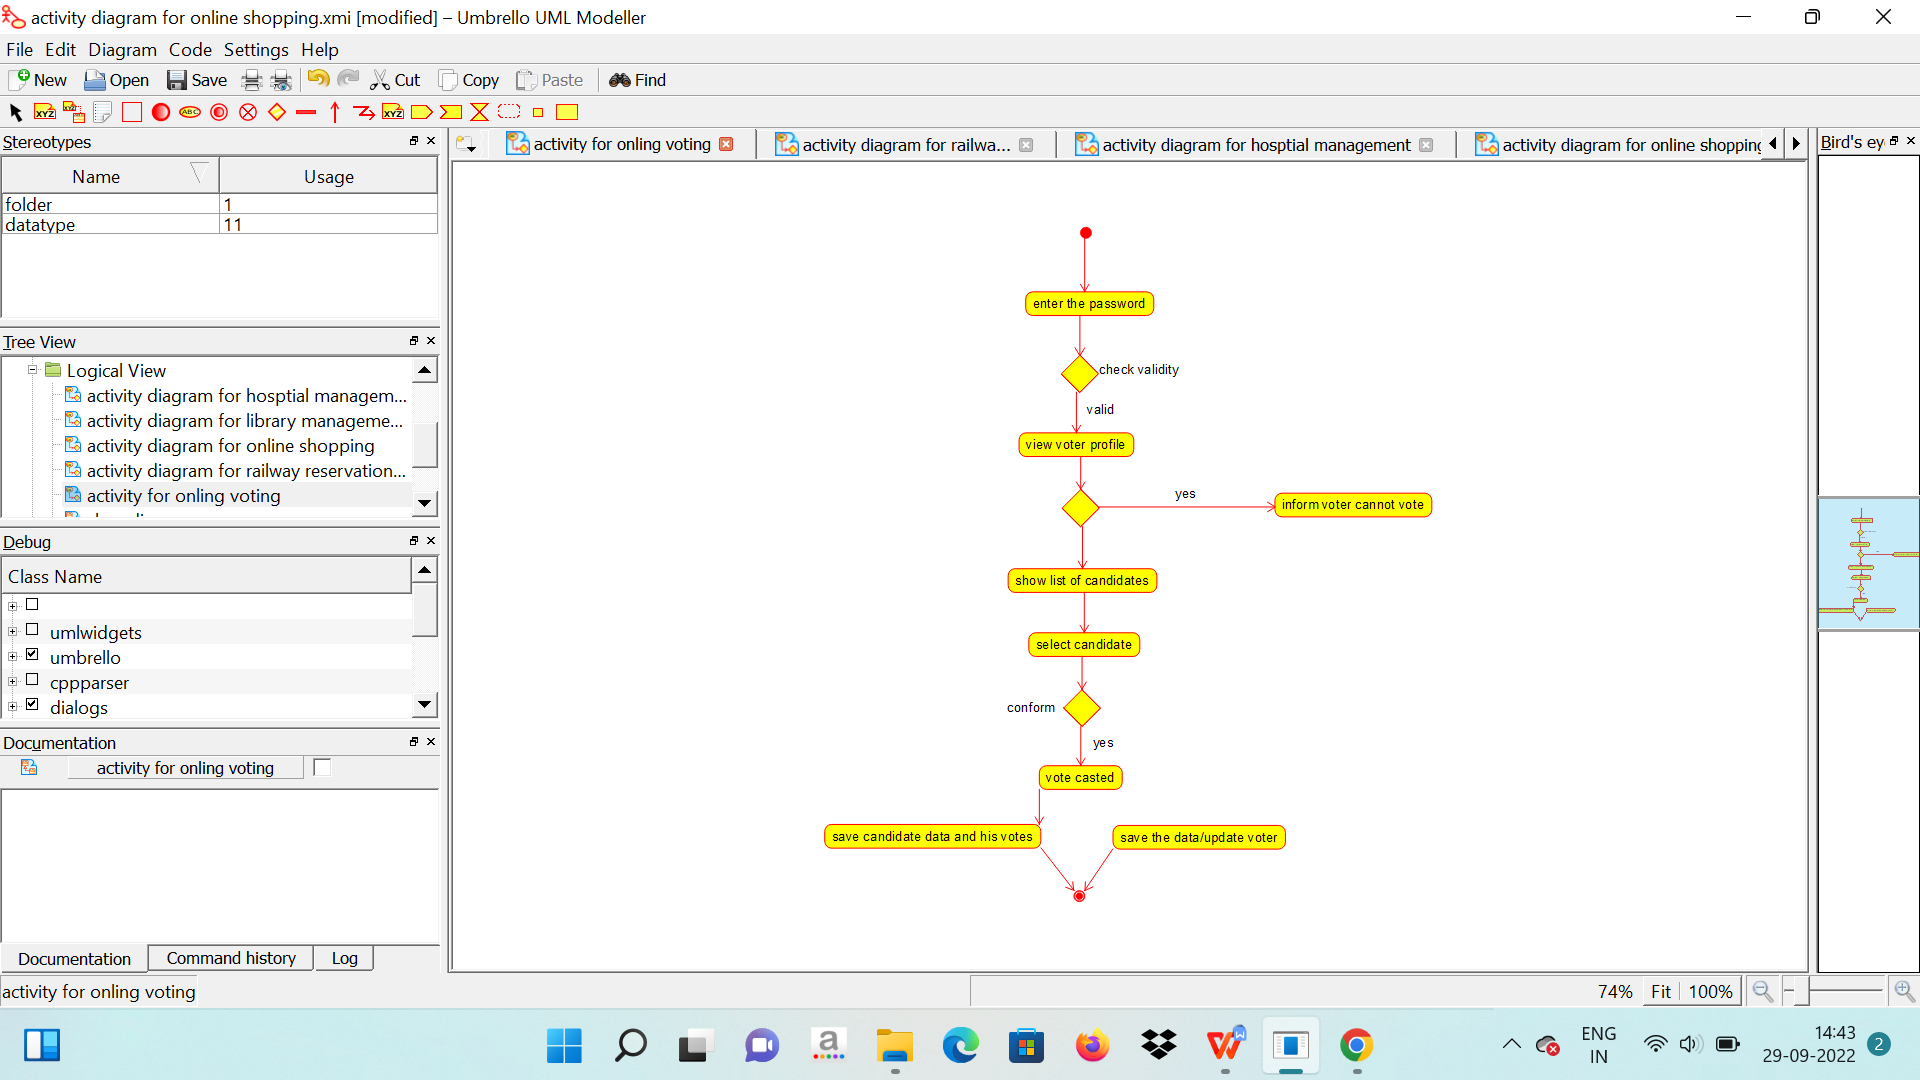 activity diagram for online shopping.xmi [modified] – Umbrello UML Modeller
File Edit Diagram Code Settings Help
New Open Save Cut Copy Paste Find
XYZ XYZ ABC XYZ
Stereotypes
Name Usage
folder 1
datatype 11
Tree View
Logical View
activity diagram for hosptial managem...
activity diagram for library manageme...
activity diagram for online shopping
activity diagram for railway reservation...
activity for onling voting
Debug
Class Name
umlwidgets
umbrello
cppparser
dialogs
Documentation
activity for onling voting
Documentation Command history Log
activity for onling voting
activity for onling voting activity diagram for railwa... activity diagram for hosptial management activity diagram for online shopping
Bird's ey
enter the password
check validity
valid
view voter profile
yes
inform voter cannot vote
show list of candidates
select candidate
conform
yes
vote casted
save candidate data and his votes
save the data/update voter
74% Fit 100%
a
W
ENG
IN
14:43
29-09-2022
2